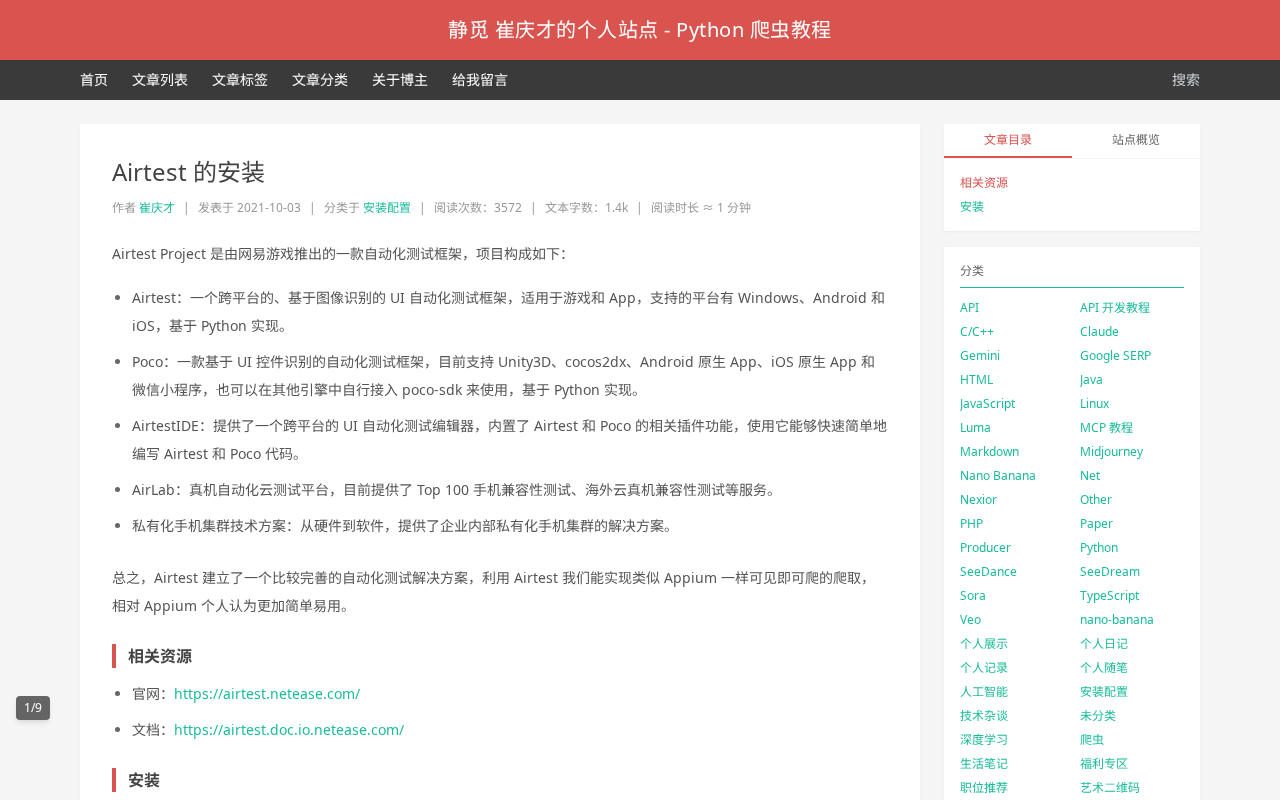 静觅 崔庆才的个人站点 - Python 爬虫教程
首页 文章列表 文章标签 文章分类 关于博主 给我留言 搜索
Airtest 的安装
作者 崔庆才 | 发表于 2021-10-03 | 分类于 安装配置 | 阅读次数：3572 | 文本字数：1.4k | 阅读时长 ≈ 1 分钟
Airtest Project 是由网易游戏推出的一款自动化测试框架，项目构成如下：
Airtest：一个跨平台的、基于图像识别的 UI 自动化测试框架，适用于游戏和 App，支持的平台有 Windows、Android 和
iOS，基于 Python 实现。
Poco：一款基于 UI 控件识别的自动化测试框架，目前支持 Unity3D、cocos2dx、Android 原生 App、iOS 原生 App 和
微信小程序，也可以在其他引擎中自行接入 poco-sdk 来使用，基于 Python 实现。
AirtestIDE：提供了一个跨平台的 UI 自动化测试编辑器，内置了 Airtest 和 Poco 的相关插件功能，使用它能够快速简单地
编写 Airtest 和 Poco 代码。
AirLab：真机自动化云测试平台，目前提供了 Top 100 手机兼容性测试、海外云真机兼容性测试等服务。
私有化手机集群技术方案：从硬件到软件，提供了企业内部私有化手机集群的解决方案。
总之，Airtest 建立了一个比较完善的自动化测试解决方案，利用 Airtest 我们能实现类似 Appium 一样可见即可爬的爬取，
相对 Appium 个人认为更加简单易用。
相关资源
官网：https://airtest.netease.com/
文档：https://airtest.doc.io.netease.com/
安装
1/9
文章目录 站点概览
相关资源
安装
分类
API API 开发教程
C/C++ Claude
Gemini Google SERP
HTML Java
JavaScript Linux
Luma MCP 教程
Markdown Midjourney
Nano Banana Net
Nexior Other
PHP Paper
Producer Python
SeeDance SeeDream
Sora TypeScript
Veo nano-banana
个人展示 个人日记
个人记录 个人随笔
人工智能 安装配置
技术杂谈 未分类
深度学习 爬虫
生活笔记 福利专区
职位推荐 艺术二维码